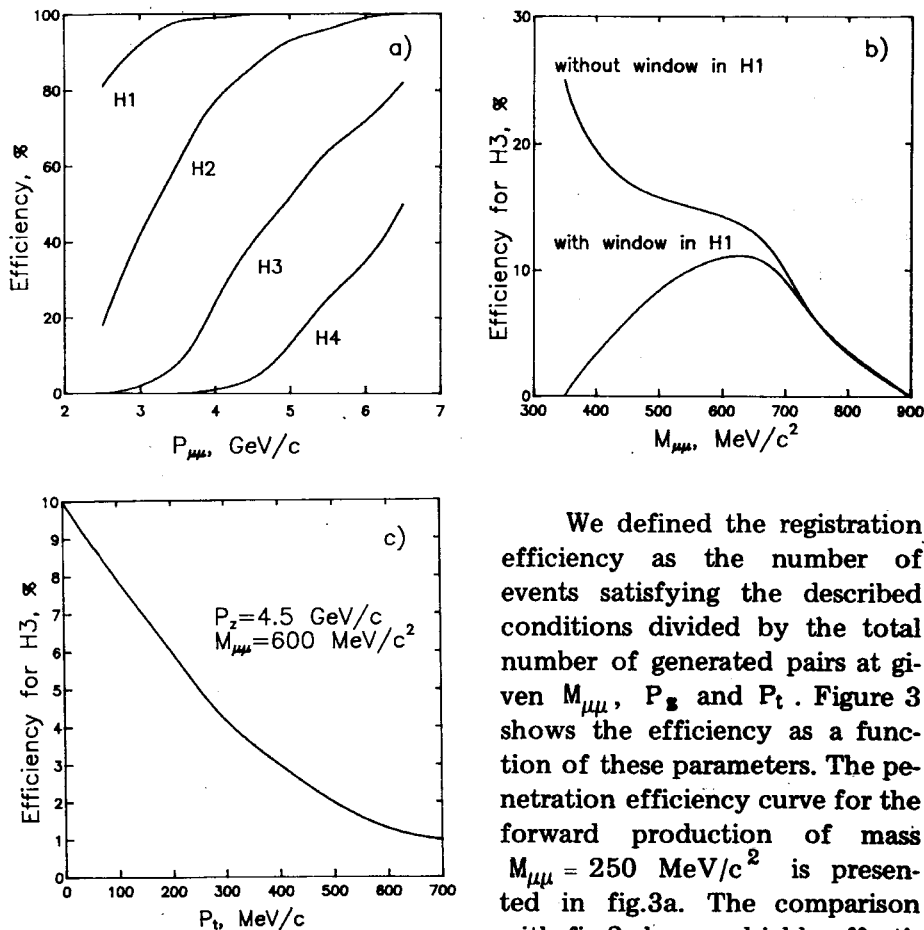 a)
100
80
60
40
20
0
Efficiency, %
H1
H2
H3
H4
2 3 4 5 6 7
P_μμ, GeV/c
b)
30
20
10
0
Efficiency for H3, %
without window in H1
with window in H1
300 400 500 600 700 800 900
M_μμ, MeV/c²
c)
10
9
8
7
6
5
4
3
2
1
0
Efficiency for H3, %
P_z=4.5 GeV/c
M_μμ=600 MeV/c²
0 100 200 300 400 500 600 700
P_t, MeV/c
We defined the registration
efficiency as the number of
events satisfying the described
conditions divided by the total
number of generated pairs at gi-
ven M_μμ, P_z and P_t. Figure 3
shows the efficiency as a func-
tion of these parameters. The pe-
netration efficiency curve for the
forward production of mass
M_μμ = 250 MeV/c² is presen-
ted in fig.3a. The comparison